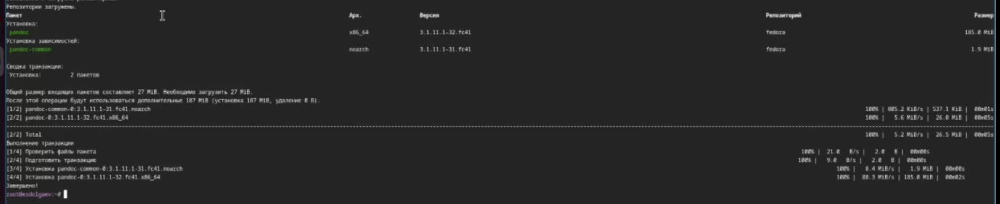 Репозитории загружены.
Пакет Арх. Версия Репозиторий Размер
Установка:
pandoc x86_64 3.1.11.1-32.fc41 fedora 185.0 MiB
Установка зависимостей:
pandoc-common noarch 3.1.11.1-31.fc41 fedora 1.9 MiB
Сводка транзакции:
Установка: 2 пакетов
Общий размер входящих пакетов составляет 27 MiB. Необходимо загрузить 27 MiB.
После этой операции будут использоваться дополнительные 187 MiB (установка 187 MiB, удаление 0 B).
[1/2] pandoc-common-0:3.1.11.1-31.fc41.noarch 100% | 805.2 KiB/s | 537.1 KiB | 00m01s
[2/2] pandoc-0:3.1.11.1-32.fc41.x86_64 100% | 5.6 MiB/s | 26.0 MiB | 00m05s
[2/2] Total 100% | 5.2 MiB/s | 26.5 MiB | 00m05s
Выполнение транзакции
[1/4] Проверить файлы пакета 100% | 21.0 B/s | 2.0 B | 00m00s
[2/4] Подготовить транзакцию 100% | 9.0 B/s | 2.0 B | 00m00s
[3/4] Установка pandoc-common-0:3.1.11.1-31.fc41.noarch 100% | 8.4 MiB/s | 1.9 MiB | 00m00s
[4/4] Установка pandoc-0:3.1.11.1-32.fc41.x86_64 100% | 88.3 MiB/s | 185.0 MiB | 00m02s
Завершено!
root@esdolgaev:~#